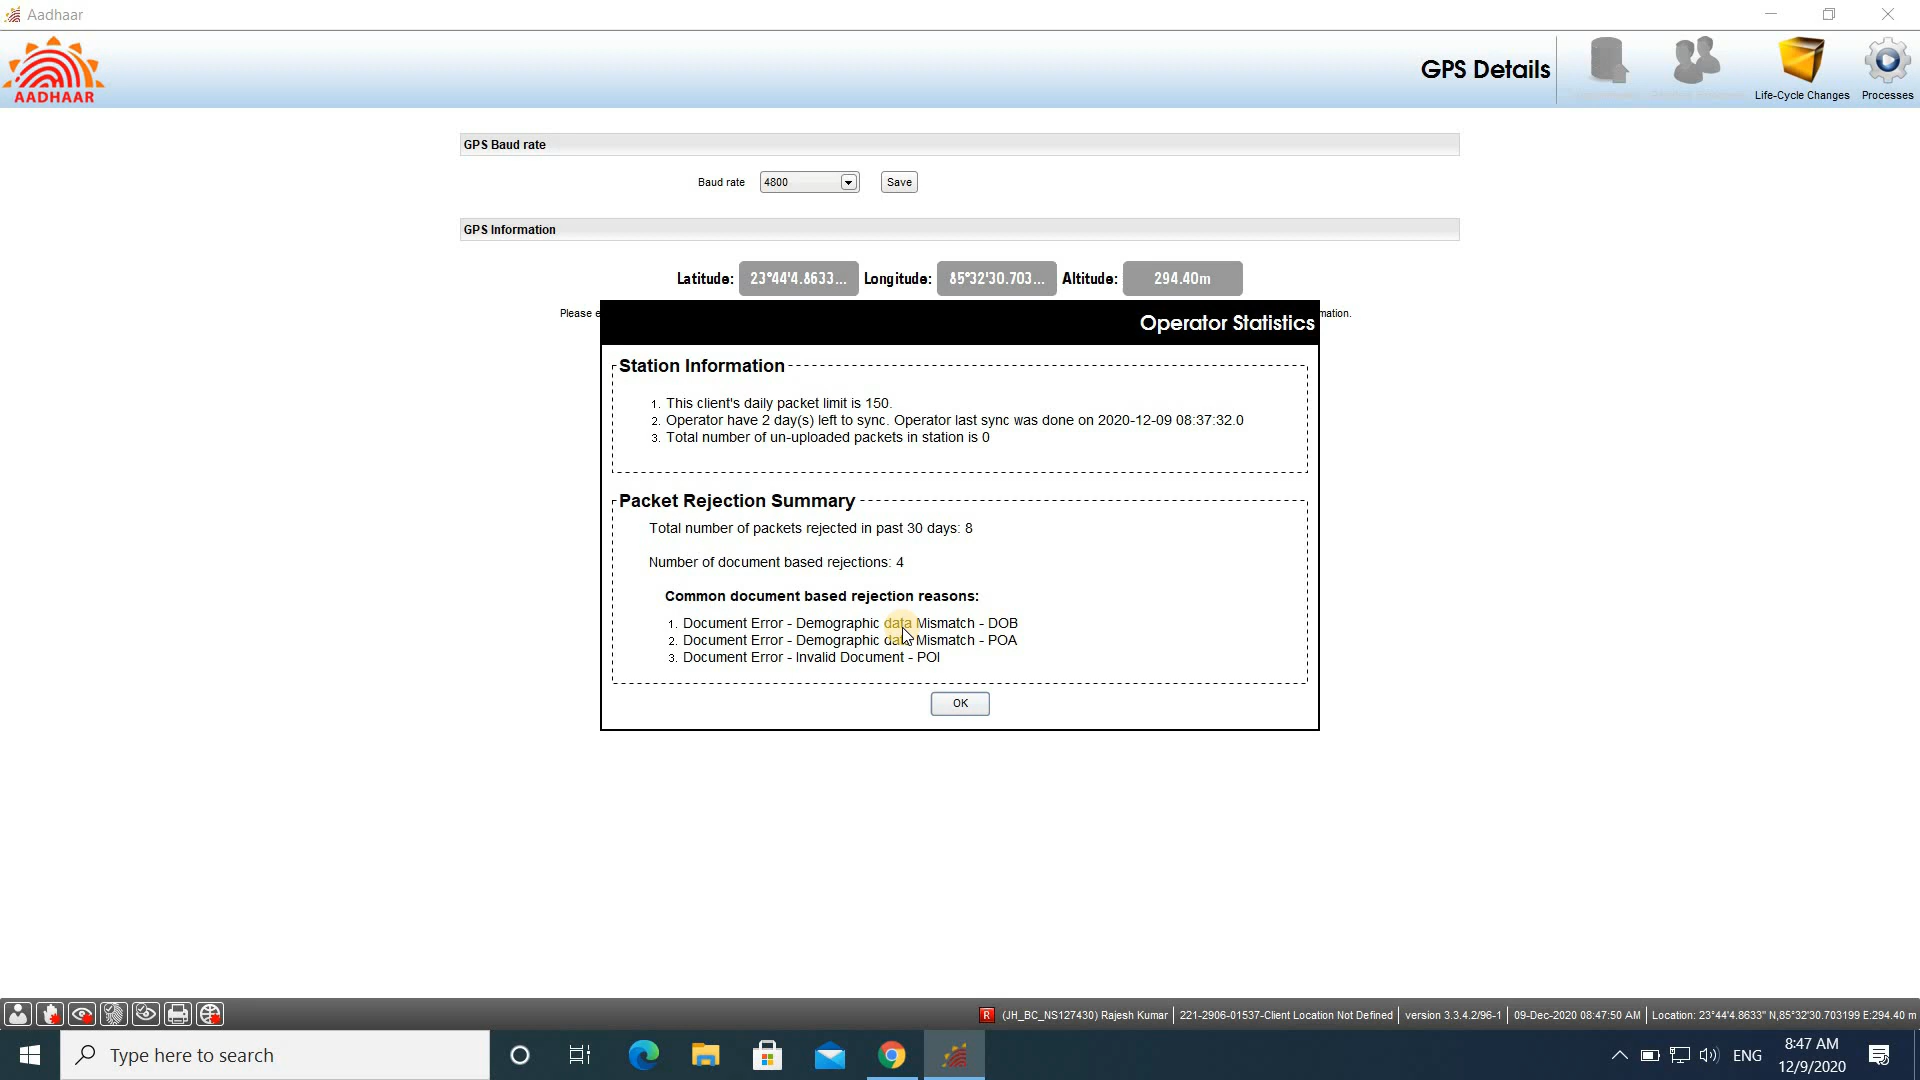 Aadhaar
AADHAAR
GPS Details
Life-Cycle Changes
Processes
GPS Baud rate
Baud rate 4800 Save
GPS Information
Latitude: 23°44'4.8633... Longitude: 85°32'30.703... Altitude: 294.40m
Please
mation.
Operator Statistics
Station Information
1. This client's daily packet limit is 150.
2. Operator have 2 day(s) left to sync. Operator last sync was done on 2020-12-09 08:37:32.0
3. Total number of un-uploaded packets in station is 0
Packet Rejection Summary
Total number of packets rejected in past 30 days: 8
Number of document based rejections: 4
Common document based rejection reasons:
1. Document Error - Demographic data Mismatch - DOB
2. Document Error - Demographic data Mismatch - POA
3. Document Error - Invalid Document - POI
OK
R (JH_BC_NS127430) Rajesh Kumar 221-2906-01537-Client Location Not Defined version 3.3.4.2/96-1 09-Dec-2020 08:47:50 AM Location: 23°44'4.8633" N,85°32'30.703199 E:294.40 m
Type here to search
ENG
8:47 AM
12/9/2020